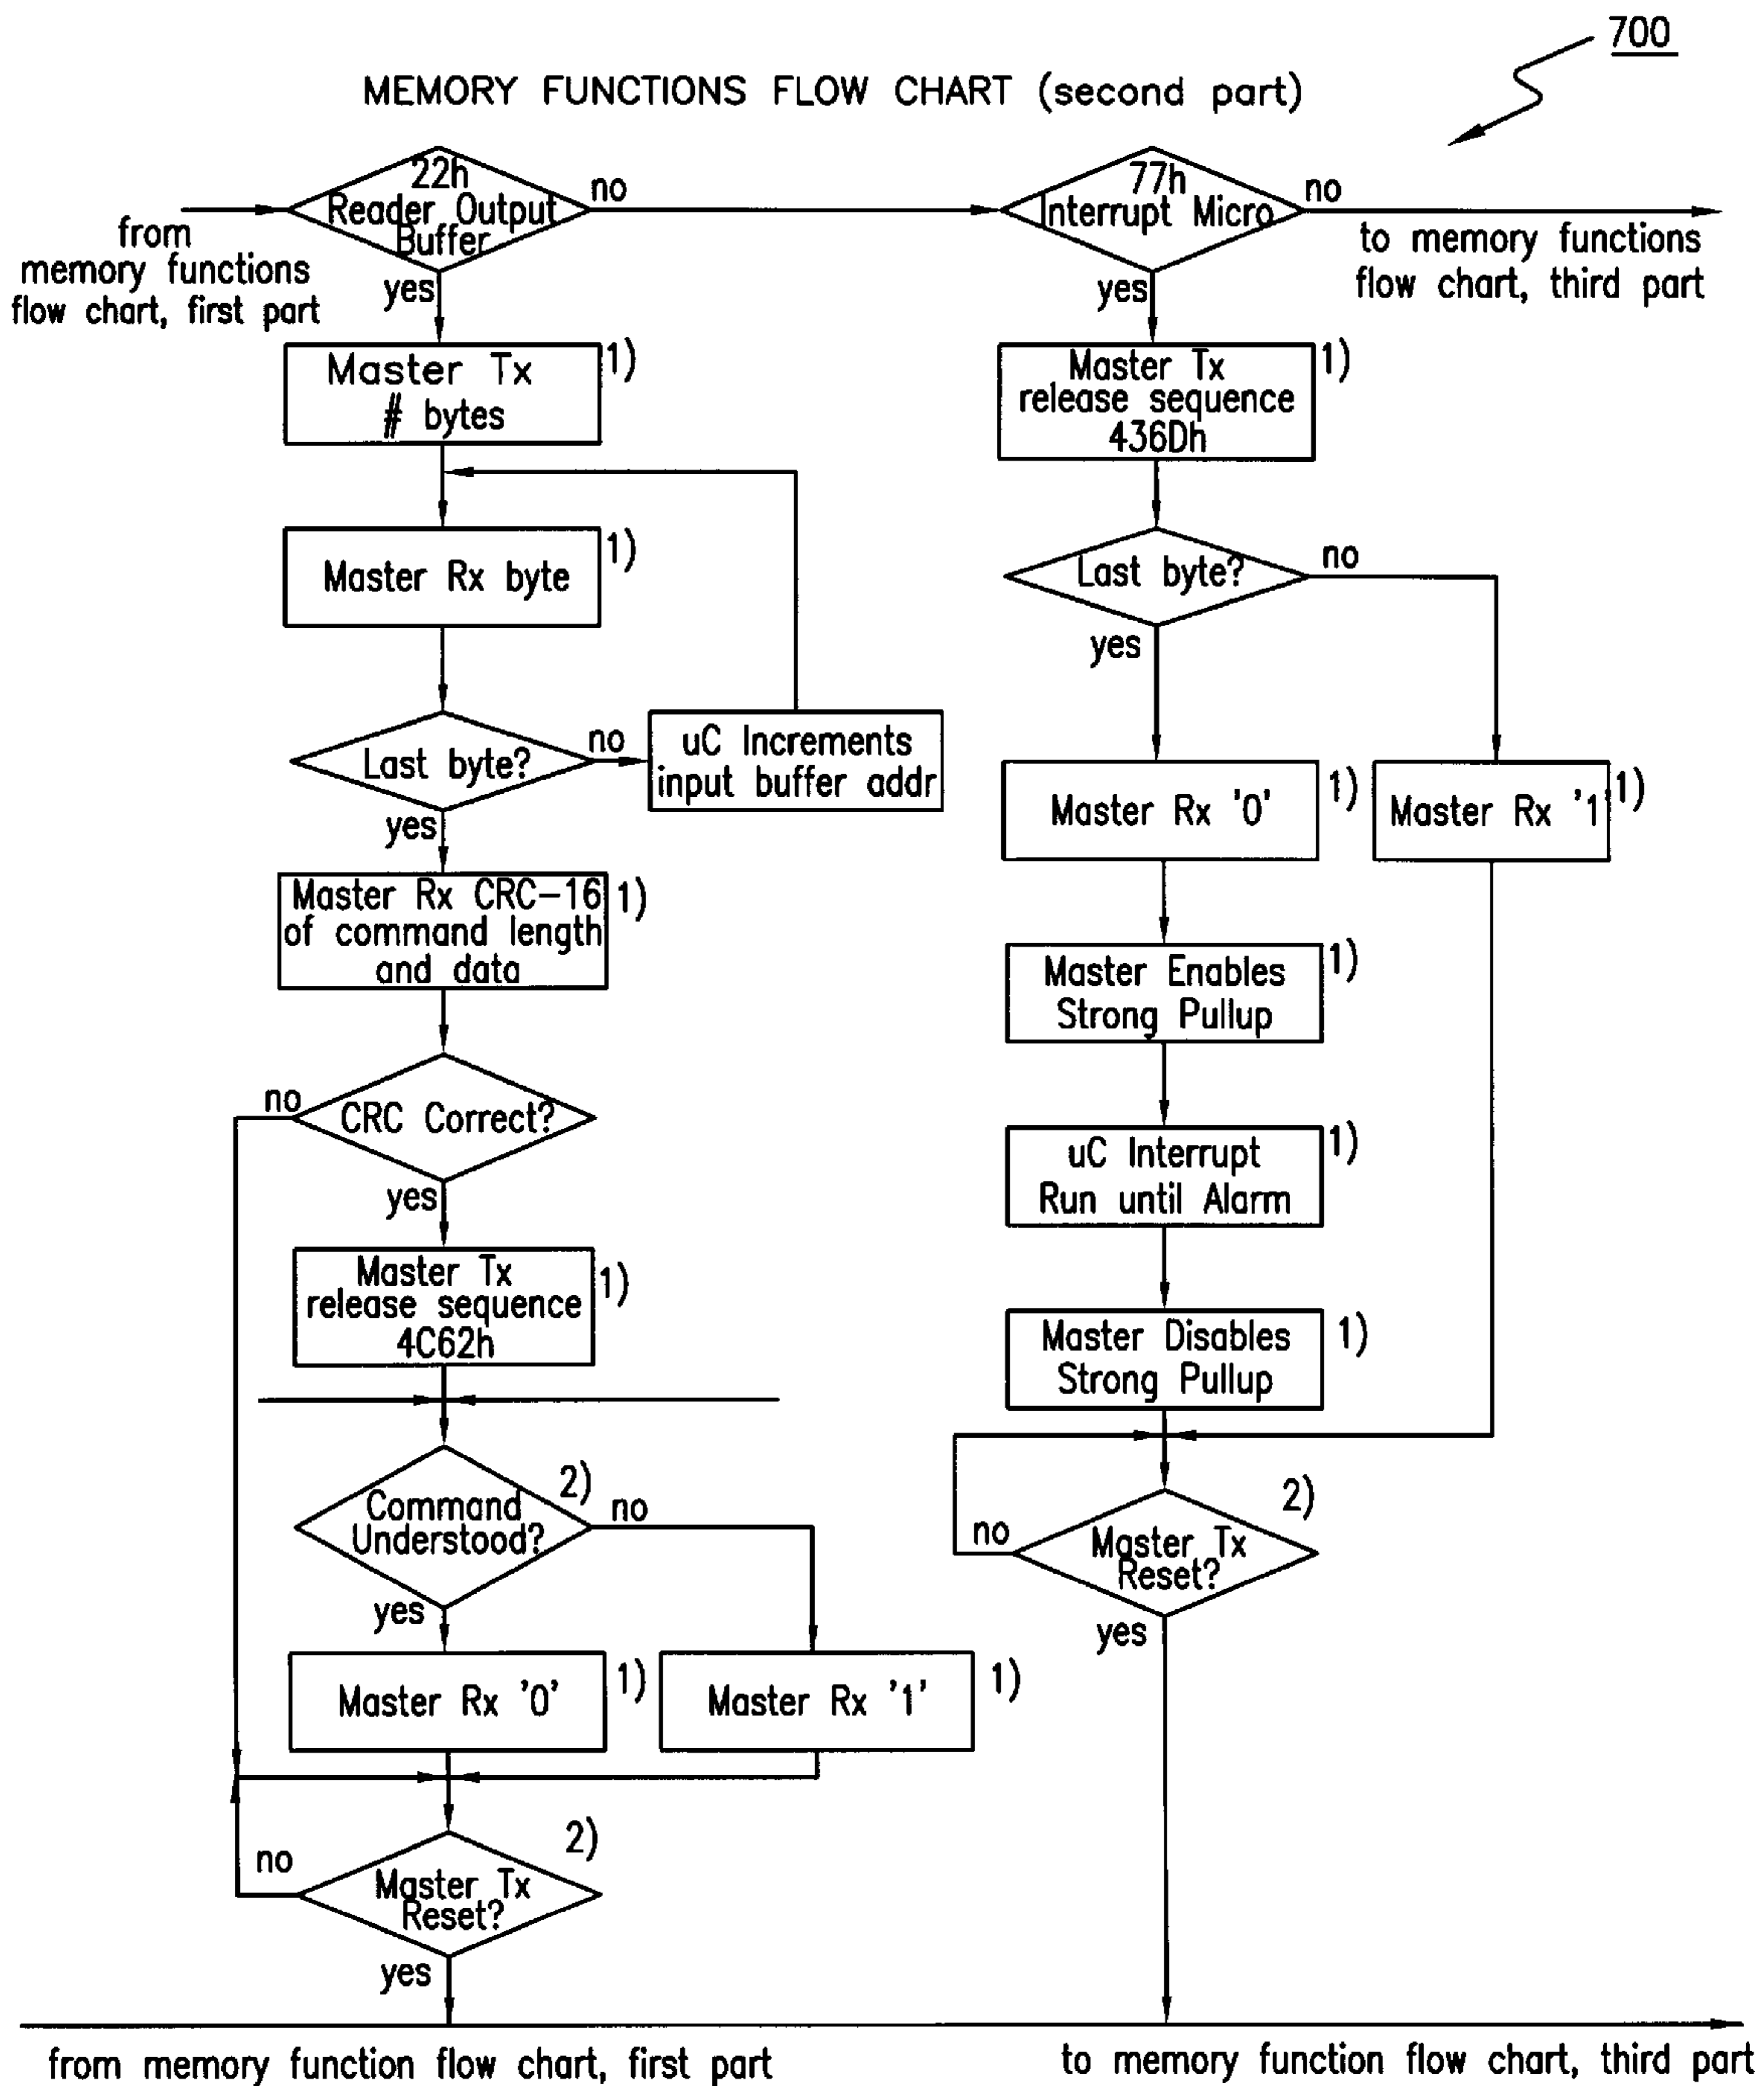 700
MEMORY FUNCTIONS FLOW CHART (second part)
22h
Reader Output
Buffer
no
yes
from
memory functions
flow chart, first part
77h
Interrupt Micro
no
yes
to memory functions
flow chart, third part
Master Tx
# bytes
1)
Master Rx byte
1)
Last byte?
no
yes
uC Increments
input buffer addr
Master Rx CRC-16
of command length
and data
1)
CRC Correct?
no
yes
Master Tx
release sequence
4C62h
1)
Command
Understood?
2)
no
yes
Master Rx '0'
1)
Master Rx '1'
1)
Master Tx
Reset?
2)
no
yes
Master Tx
release sequence
436Dh
1)
Last byte?
no
yes
Master Rx '0'
1)
Master Rx '1
1)
Master Enables
Strong Pullup
1)
uC Interrupt
Run until Alarm
1)
Master Disables
Strong Pullup
1)
Master Tx
Reset?
2)
no
yes
from memory function flow chart, first part
to memory function flow chart, third part